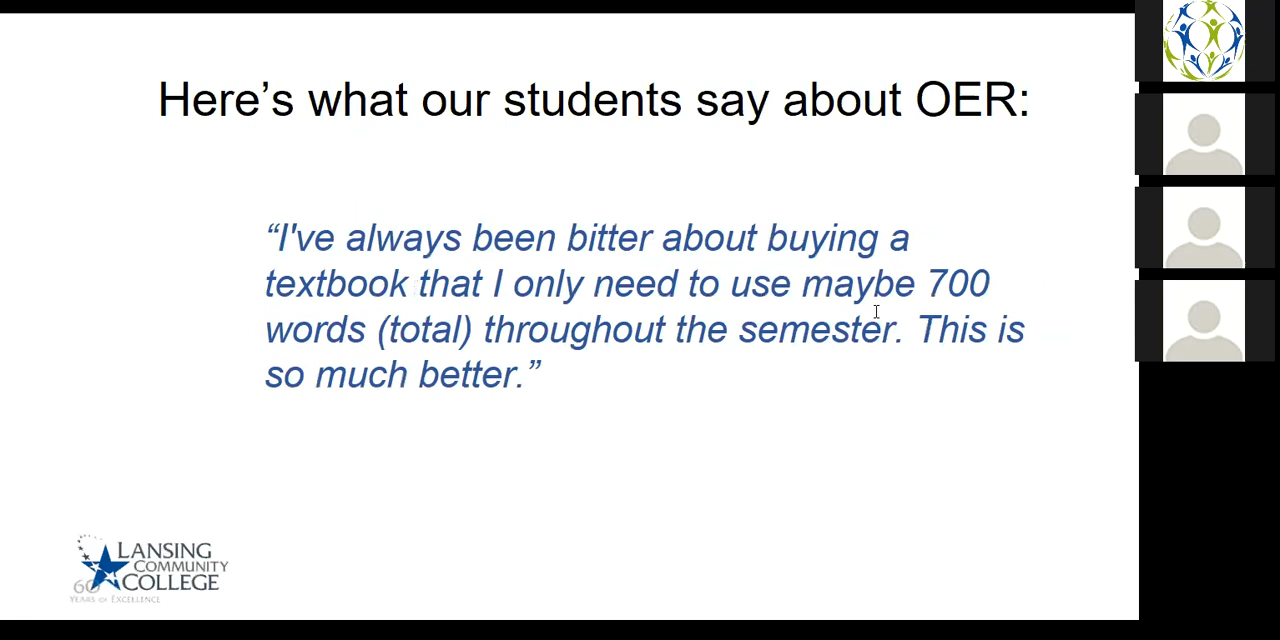 Here’s what our students say about OER:
“I've always been bitter about buying a
textbook that I only need to use maybe 700
words (total) throughout the semester. This is
so much better.”
LANSING
COMMUNITY
COLLEGE
60
YEARS OF EXCELLENCE